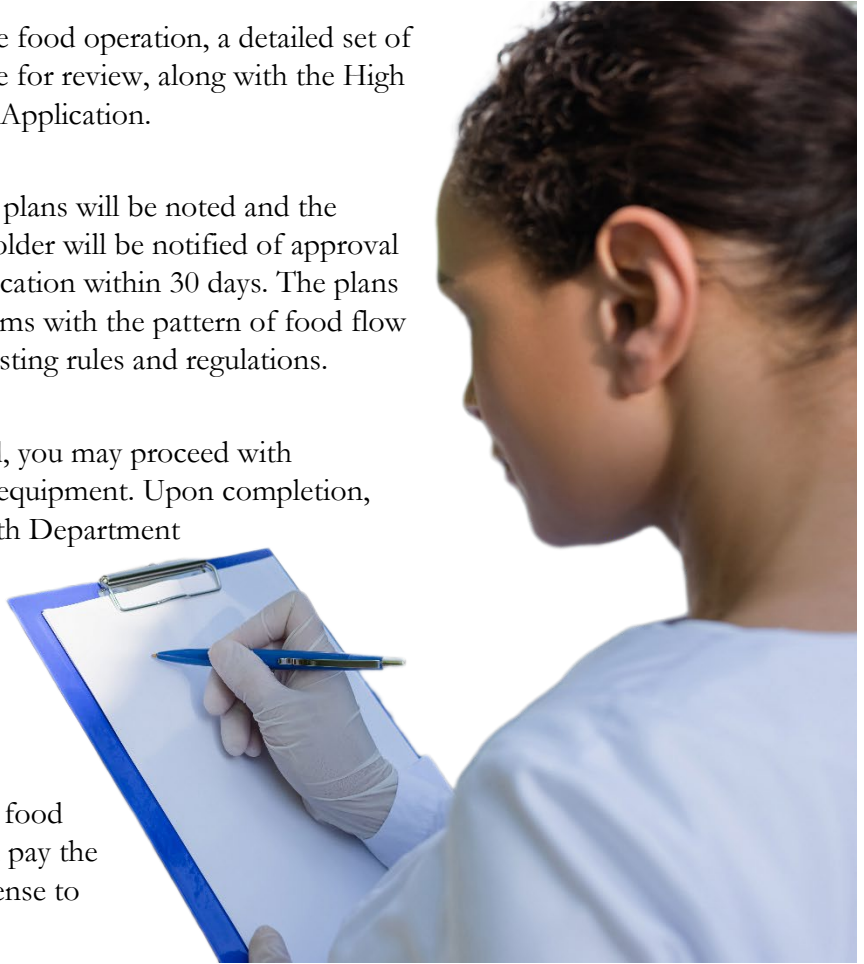 e food operation, a detailed set of
e for review, along with the High
Application.
plans will be noted and the
older will be notified of approval
cation within 30 days. The plans
ms with the pattern of food flow
sting rules and regulations.
, you may proceed with
equipment. Upon completion,
th Department
food
pay the
ense to